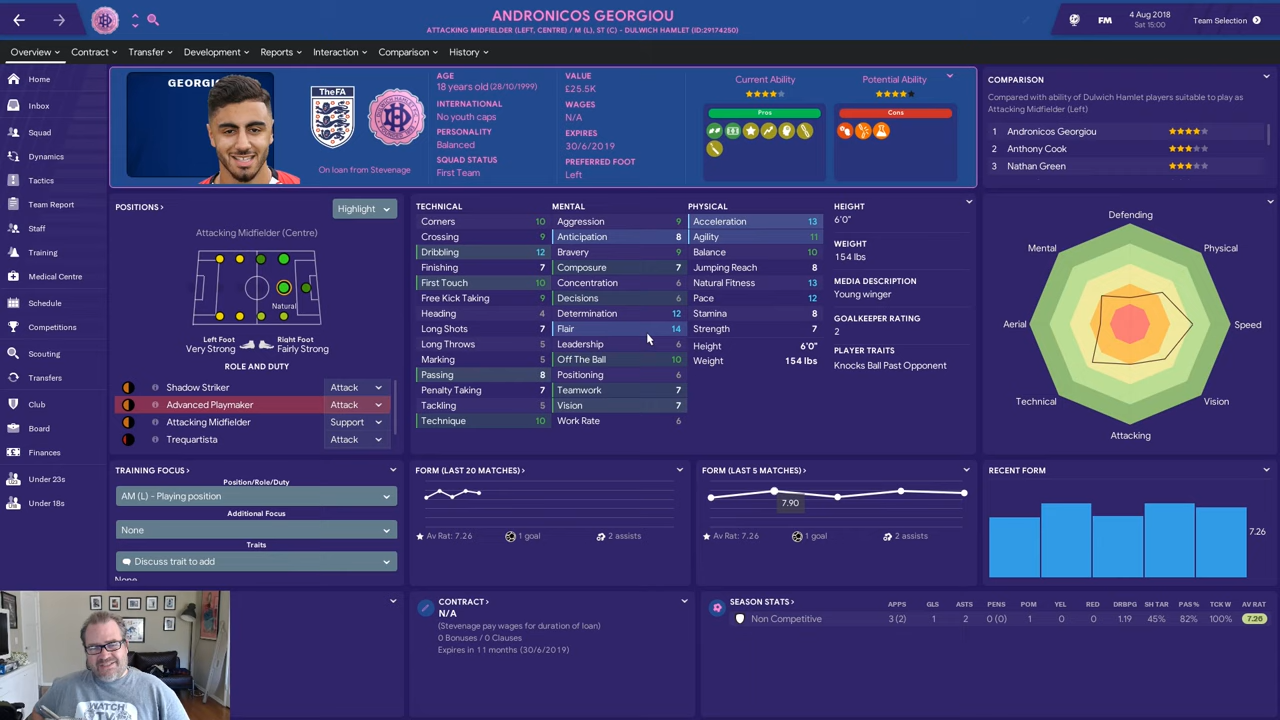 ANDRONICOS GEORGIOU
ATTACKING MIDFIELDER (LEFT, CENTRE) / M (L), ST (C) - DULWICH HAMLET (ID:29174250)
FM
4 Aug 2018
Sat 15:00
Team Selection
Overview
Contract
Transfer
Development
Reports
Interaction
Comparison
History
Home
Inbox
Squad
Dynamics
Tactics
Team Report
Staff
Training
Medical Centre
Schedule
Competitions
Scouting
Transfers
Club
Board
Finances
Under 23s
Under 18s
GEORGIO
TheFA
On loan from Stevenage
AGE
18 years old (28/10/1999)
INTERNATIONAL
No youth caps
PERSONALITY
Balanced
SQUAD STATUS
First Team
VALUE
£25.5K
WAGES
N/A
EXPIRES
30/6/2019
PREFERRED FOOT
Left
Current Ability
Potential Ability
Pros
Cons
COMPARISON
Compared with ability of Dulwich Hamlet players suitable to play as
Attacking Midfielder (Left)
1 Andronicos Georgiou
2 Anthony Cook
3 Nathan Green
POSITIONS
Highlight
Attacking Midfielder (Centre)
Natural
Left Foot
Very Strong
Right Foot
Fairly Strong
ROLE AND DUTY
Shadow Striker Attack
Advanced Playmaker Attack
Attacking Midfielder Support
Trequartista Attack
TECHNICAL
Corners 10
Crossing 9
Dribbling 12
Finishing 7
First Touch 10
Free Kick Taking 9
Heading 4
Long Shots 7
Long Throws 5
Marking 5
Passing 8
Penalty Taking 7
Tackling 5
Technique 10
MENTAL
Aggression 9
Anticipation 8
Bravery 9
Composure 7
Concentration 6
Decisions 6
Determination 12
Flair 14
Leadership 6
Off The Ball 10
Positioning 6
Teamwork 7
Vision 7
Work Rate 6
PHYSICAL
Acceleration 13
Agility 11
Balance 10
Jumping Reach 8
Natural Fitness 13
Pace 12
Stamina 8
Strength 7
Height 6'0"
Weight 154 lbs
HEIGHT
6'0"
WEIGHT
154 lbs
MEDIA DESCRIPTION
Young winger
GOALKEEPER RATING
2
PLAYER TRAITS
Knocks Ball Past Opponent
Defending
Physical
Speed
Vision
Attacking
Technical
Aerial
Mental
TRAINING FOCUS
Position/Role/Duty
AM (L) - Playing position
Additional Focus
None
Traits
Discuss trait to add
None
FORM (LAST 20 MATCHES)
Av Rat: 7.26
1 goal
2 assists
FORM (LAST 5 MATCHES)
7.90
Av Rat: 7.26
1 goal
2 assists
RECENT FORM
7.26
CONTRACT
N/A
(Stevenage pay wages for duration of loan)
0 Bonuses / 0 Clauses
Expires in 11 months (30/6/2019)
SEASON STATS
APPS GLS ASTS PENS POM YEL RED DRBPG SH TAR PAS% TCK W AV RAT
Non Competitive 3 (2) 1 2 0 (0) 1 0 0 1.19 45% 82% 100% 7.26
WATCH
TV